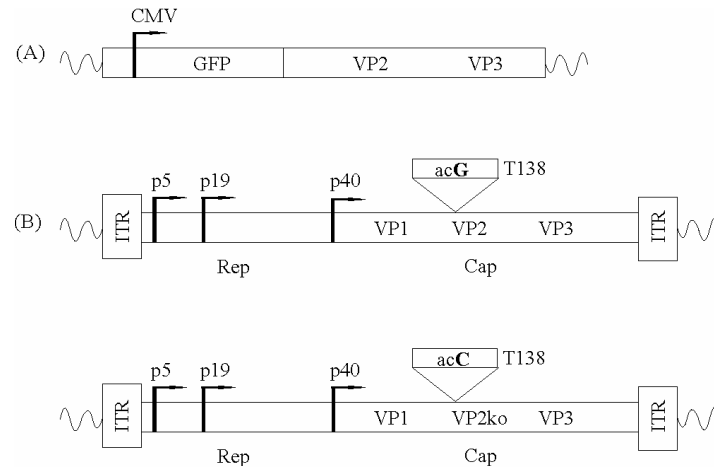 CMV
(A) GFP VP2 VP3
acG T138
p5 p19 p40
(B) ITR VP1 VP2 VP3 ITR
Rep Cap
acC T138
p5 p19 p40
ITR VP1 VP2ko VP3 ITR
Rep Cap